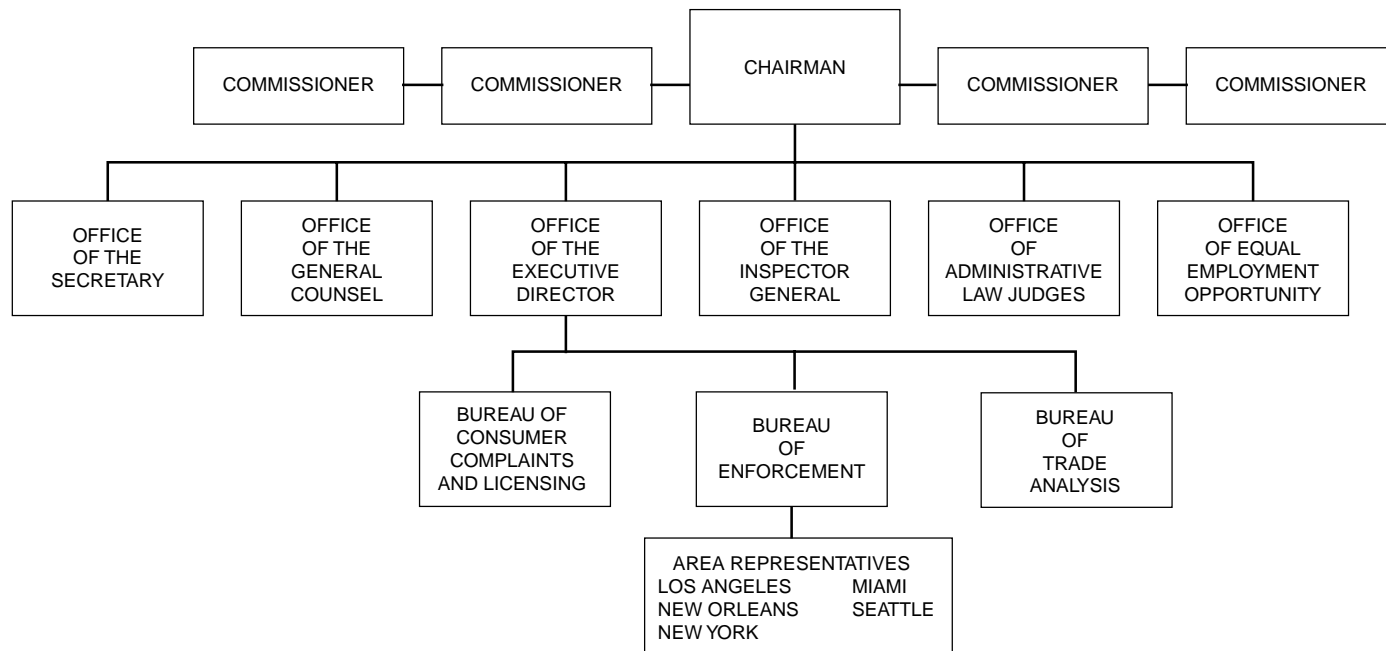 COMMISSIONER
COMMISSIONER
CHAIRMAN
COMMISSIONER
COMMISSIONER
OFFICE
OF THE
SECRETARY
OFFICE
OF THE
GENERAL
COUNSEL
OFFICE
OF THE
EXECUTIVE
DIRECTOR
OFFICE
OF THE
INSPECTOR
GENERAL
OFFICE
OF
ADMINISTRATIVE
LAW JUDGES
OFFICE
OF EQUAL
EMPLOYMENT
OPPORTUNITY
BUREAU OF
CONSUMER
COMPLAINTS
AND LICENSING
BUREAU
OF
ENFORCEMENT
BUREAU
OF
TRADE
ANALYSIS
AREA REPRESENTATIVES
LOS ANGELES MIAMI
NEW ORLEANS SEATTLE
NEW YORK